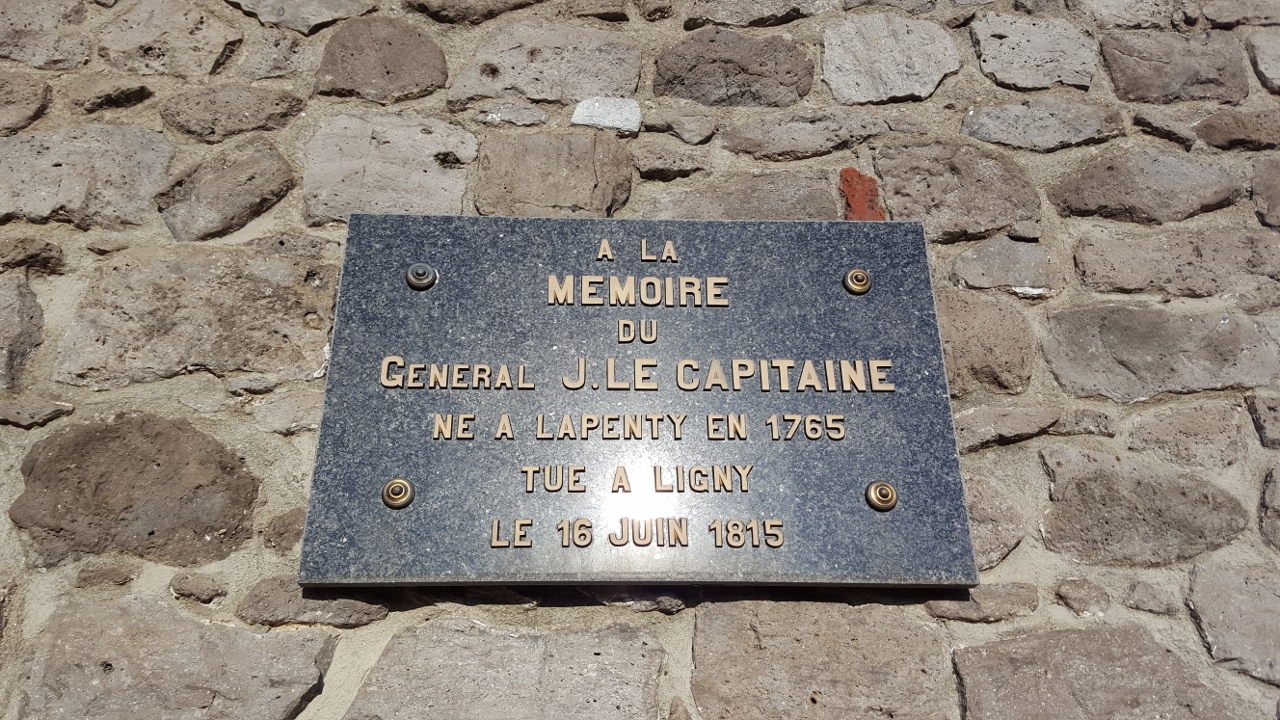 A LA
MEMOIRE
DU
GENERAL J. LE CAPITAINE
NE A LAPENTY EN 1765
TUE A LIGNY
LE 16 JUIN 1815